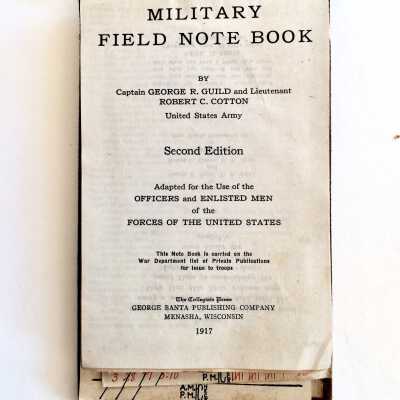 MILITARY
FIELD NOTE BOOK
BY
Captain GEORGE R. GUILD and Lieutenant
ROBERT C. COTTON
United States Army
Second Edition
Adapted for the Use of the
OFFICERS and ENLISTED MEN
of the
FORCES OF THE UNITED STATES
This Note Book is carried on the
War Department list of Private Publications
for issue to troops
The Collegiate Press
GEORGE BANTA PUBLISHING COMPANY
MENASHA, WISCONSIN
1917
P.M.
A.M.
P.M.